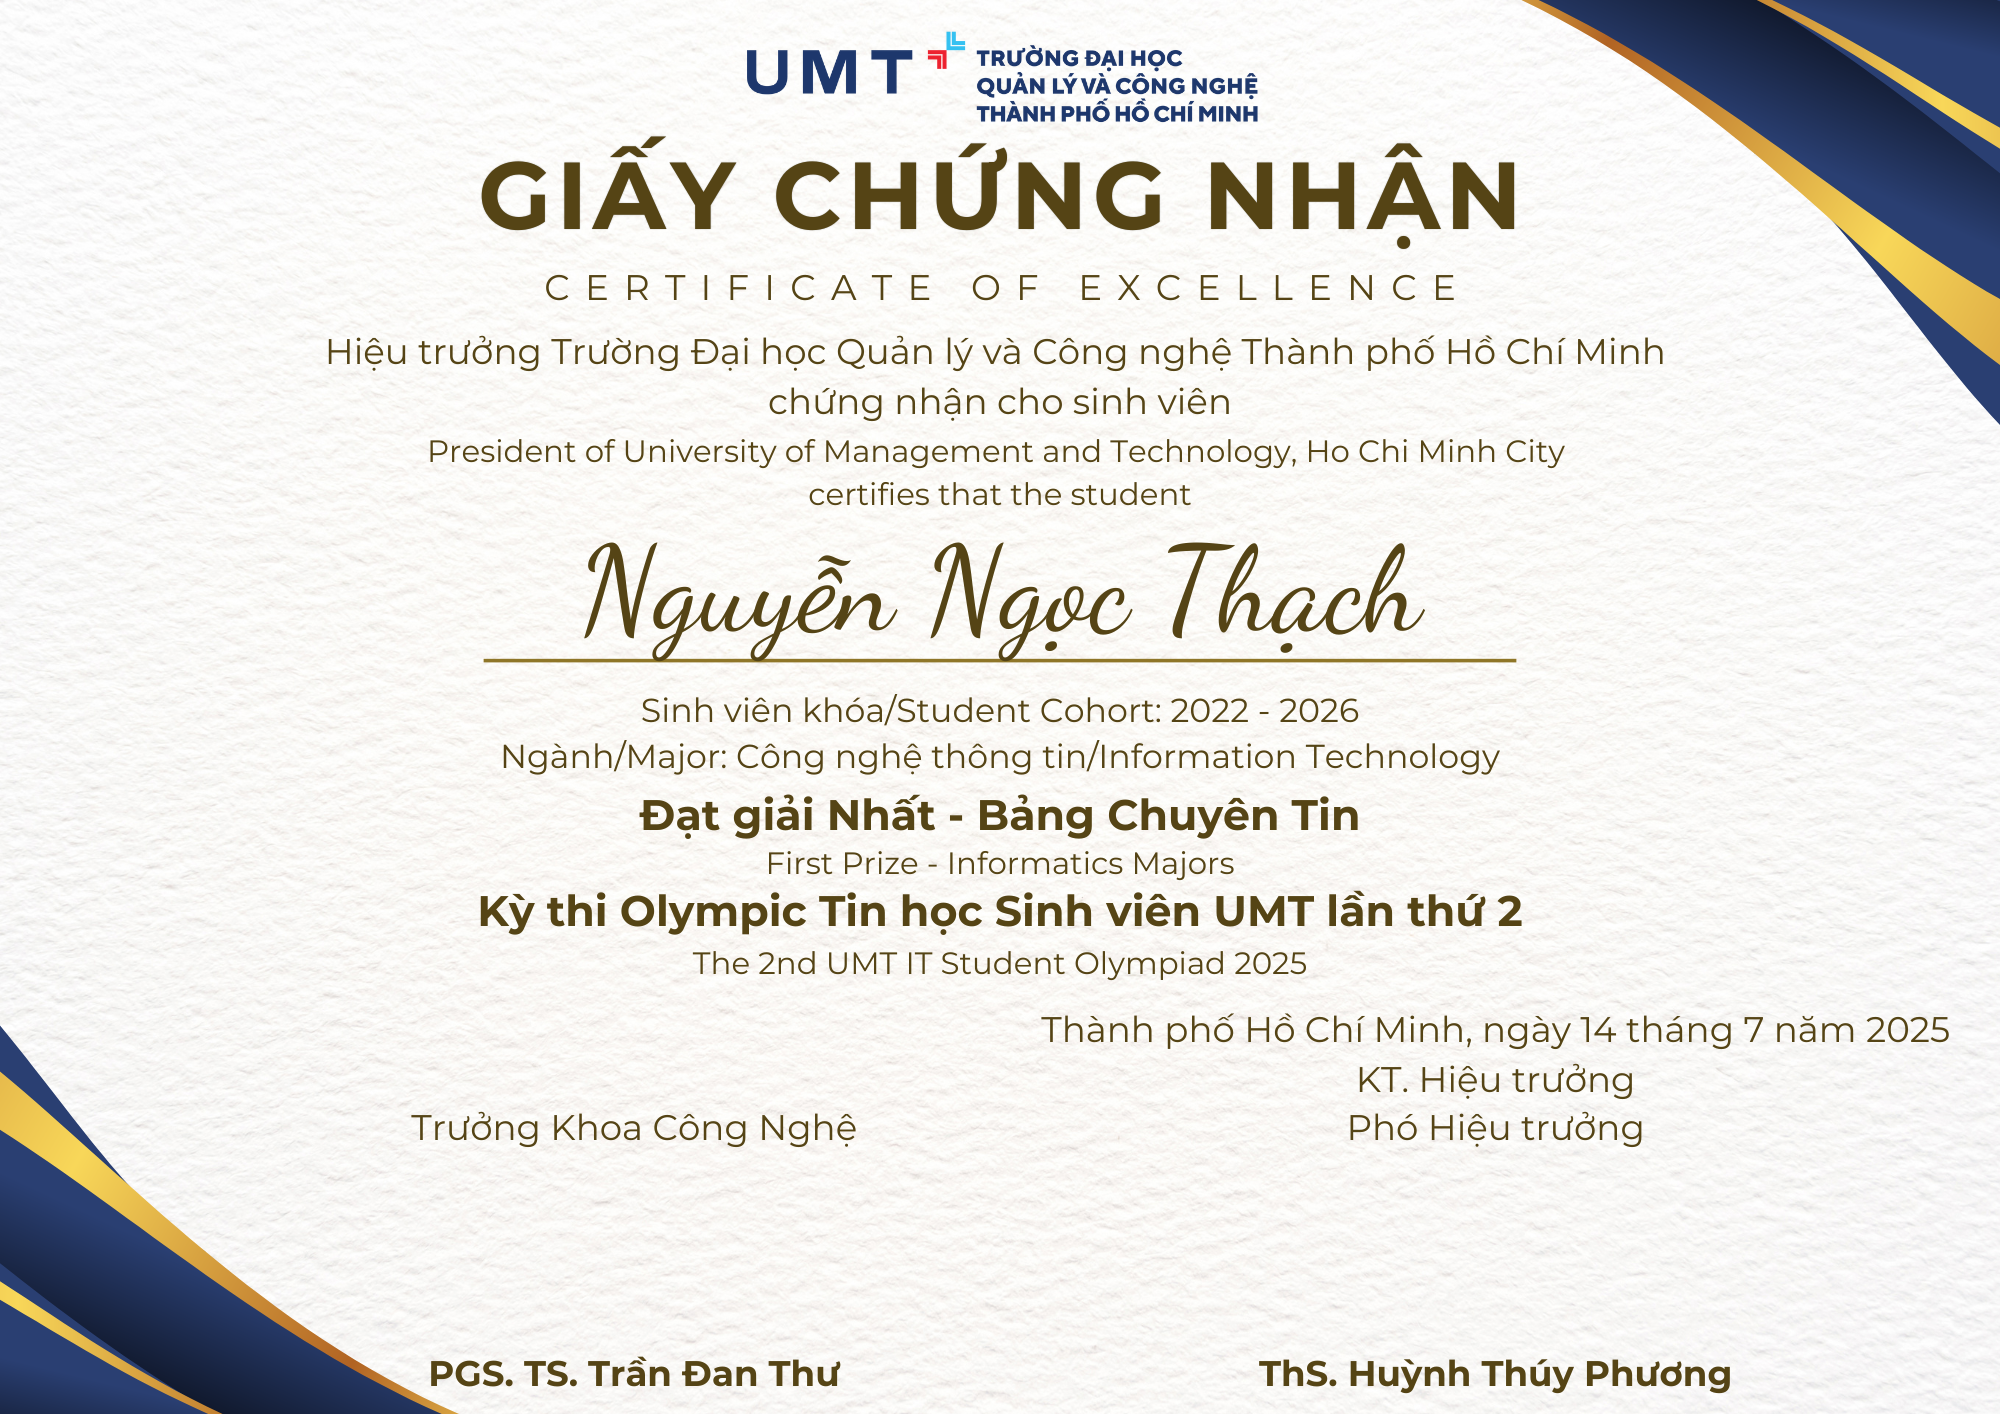 UMT
TRƯỜNG ĐẠI HỌC
QUẢN LÝ VÀ CÔNG NGHỆ
THÀNH PHỐ HỒ CHÍ MINH
GIẤY CHỨNG NHẬN
CERTIFICATE OF EXCELLENCE
Hiệu trưởng Trường Đại học Quản lý và Công nghệ Thành phố Hồ Chí Minh
chứng nhận cho sinh viên
President of University of Management and Technology, Ho Chi Minh City
certifies that the student
Nguyễn Ngọc Thạch
Sinh viên khóa/Student Cohort: 2022 - 2026
Ngành/Major: Công nghệ thông tin/Information Technology
Đạt giải Nhất - Bảng Chuyên Tin
First Prize - Informatics Majors
Kỳ thi Olympic Tin học Sinh viên UMT lần thứ 2
The 2nd UMT IT Student Olympiad 2025
Thành phố Hồ Chí Minh, ngày 14 tháng 7 năm 2025
KT. Hiệu trưởng
Trưởng Khoa Công Nghệ
Phó Hiệu trưởng
PGS. TS. Trần Đan Thư
ThS. Huỳnh Thúy Phương